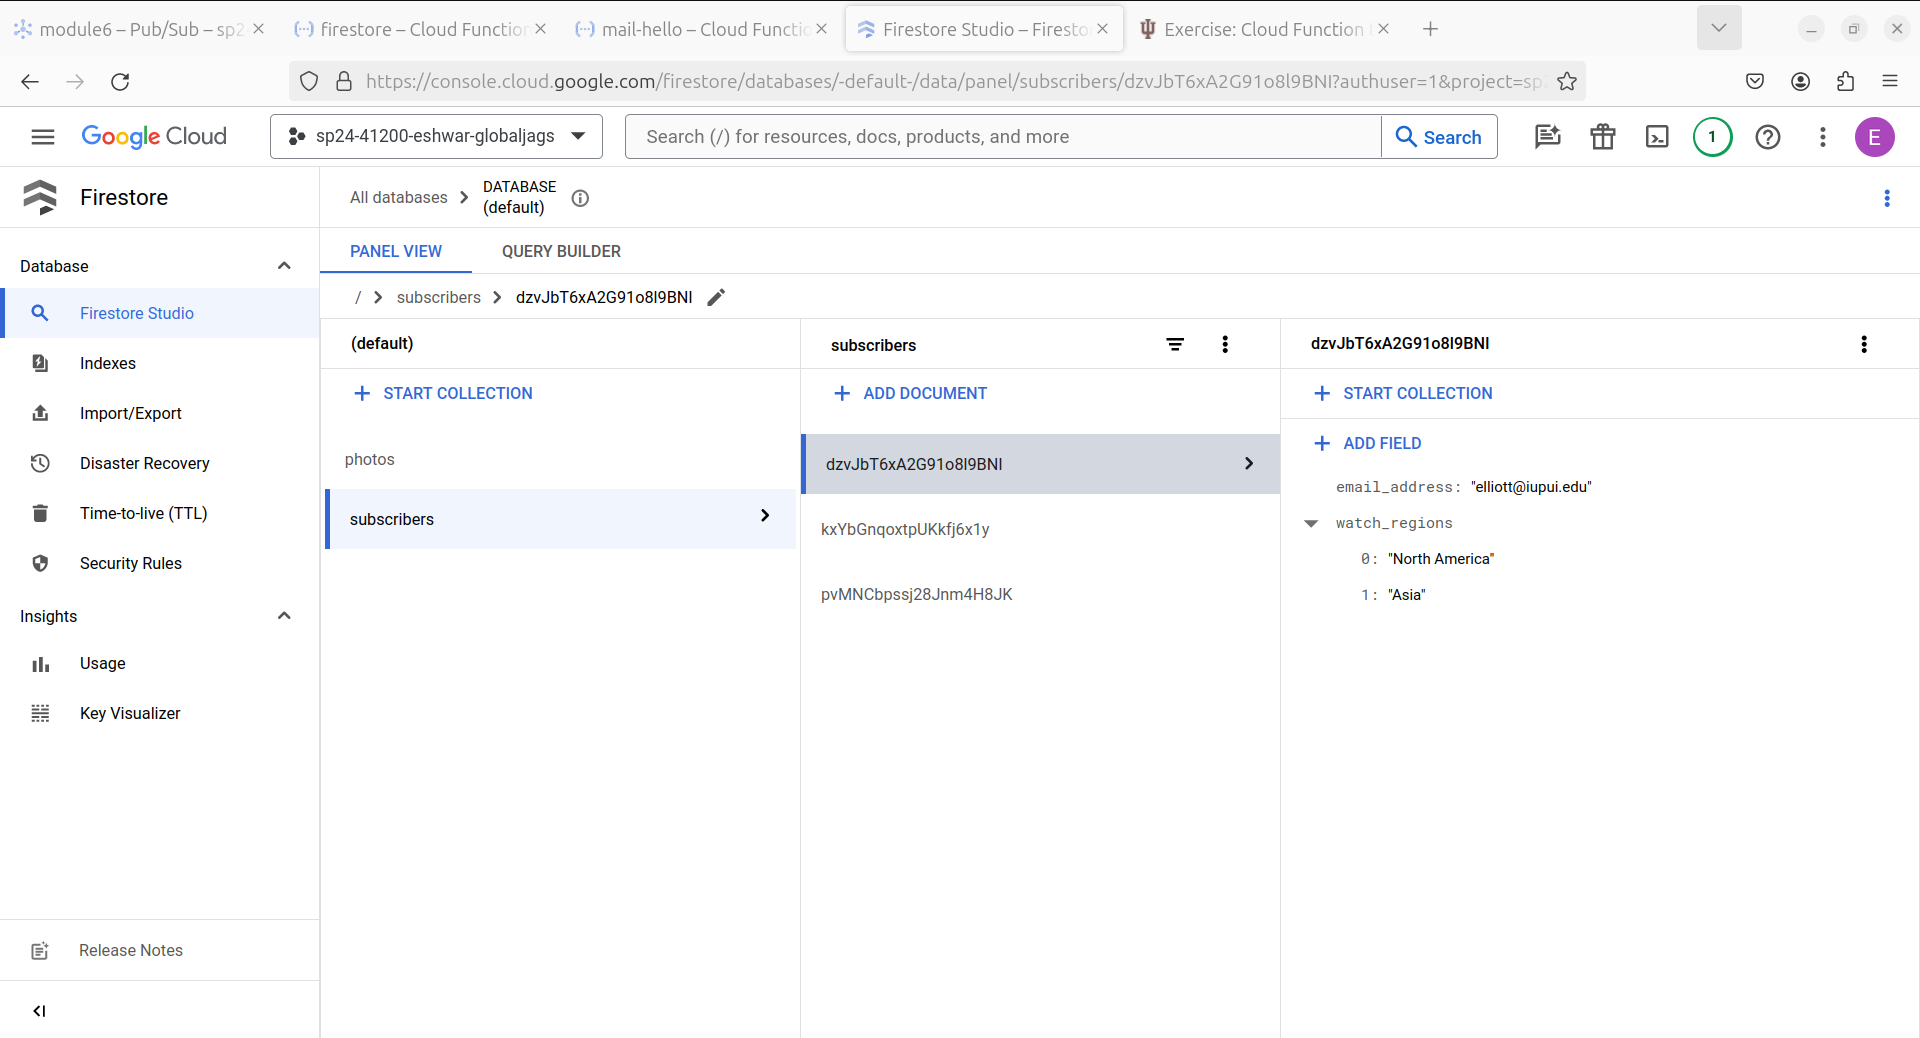 module6 – Pub/Sub – sp2
firestore – Cloud Function
mail-hello – Cloud Functio
Firestore Studio – Firesto
Exercise: Cloud Function
https://console.cloud.google.com/firestore/databases/-default-/data/panel/subscribers/dzvJbT6xA2G91o8l9BNI?authuser=1&project=sp2
Google Cloud
sp24-41200-eshwar-globaljags
Search (/) for resources, docs, products, and more
Search
1
E
Firestore
All databases
DATABASE
(default)
PANEL VIEW
QUERY BUILDER
Database
Firestore Studio
Indexes
Import/Export
Disaster Recovery
Time-to-live (TTL)
Security Rules
Insights
Usage
Key Visualizer
Release Notes
/ subscribers dzvJbT6xA2G91o8l9BNI
(default)
START COLLECTION
photos
subscribers
subscribers
ADD DOCUMENT
dzvJbT6xA2G91o8l9BNI
kxYbGnqoxtpUKkfj6x1y
pvMNCbpssj28Jnm4H8JK
dzvJbT6xA2G91o8l9BNI
START COLLECTION
ADD FIELD
email_address: "elliott@iupui.edu"
watch_regions
0: "North America"
1: "Asia"